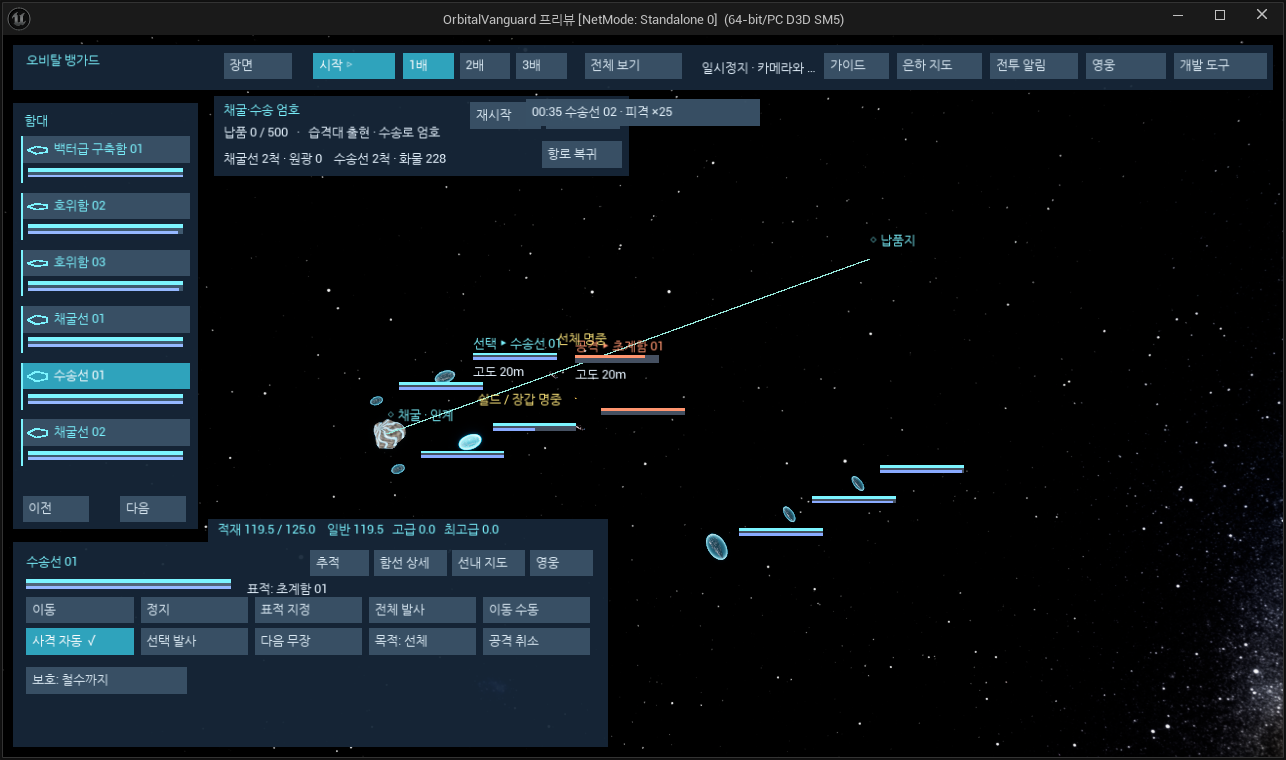 OrbitalVanguard 프리뷰 [NetMode: Standalone 0] (64-bit/PC D3D SM5)
오비탈 뱅가드
장면
시작 ▷
1배
2배
3배
전체 보기
일시정지 · 카메라와 ...
가이드
은하 지도
전투 알림
영웅
개발 도구
채굴·수송 엄호
재시작
00:35 수송선 02 · 피격 ×25
납품 0 / 500 · 습격대 출현 · 수송로 엄호
채굴선 2척 · 원광 0 수송선 2척 · 화물 228
항로 복귀
함대
벡터급 구축함 01
호위함 02
호위함 03
채굴선 01
수송선 01
채굴선 02
이전
다음
◇ 납품지
선체 명중
선택 ▸ 수송선 01
▸ 초계함 01
고도 20m
고도 20m
쉴드 / 장갑 명중
◇ 채굴 · 인계
적재 119.5 / 125.0 일반 119.5 고급 0.0 최고급 0.0
수송선 01
추적
함선 상세
선내 지도
영웅
표적: 초계함 01
이동
정지
표적 지정
전체 발사
이동 수동
사격 자동 √
선택 발사
다음 무장
목적: 선체
공격 취소
보호: 철수까지